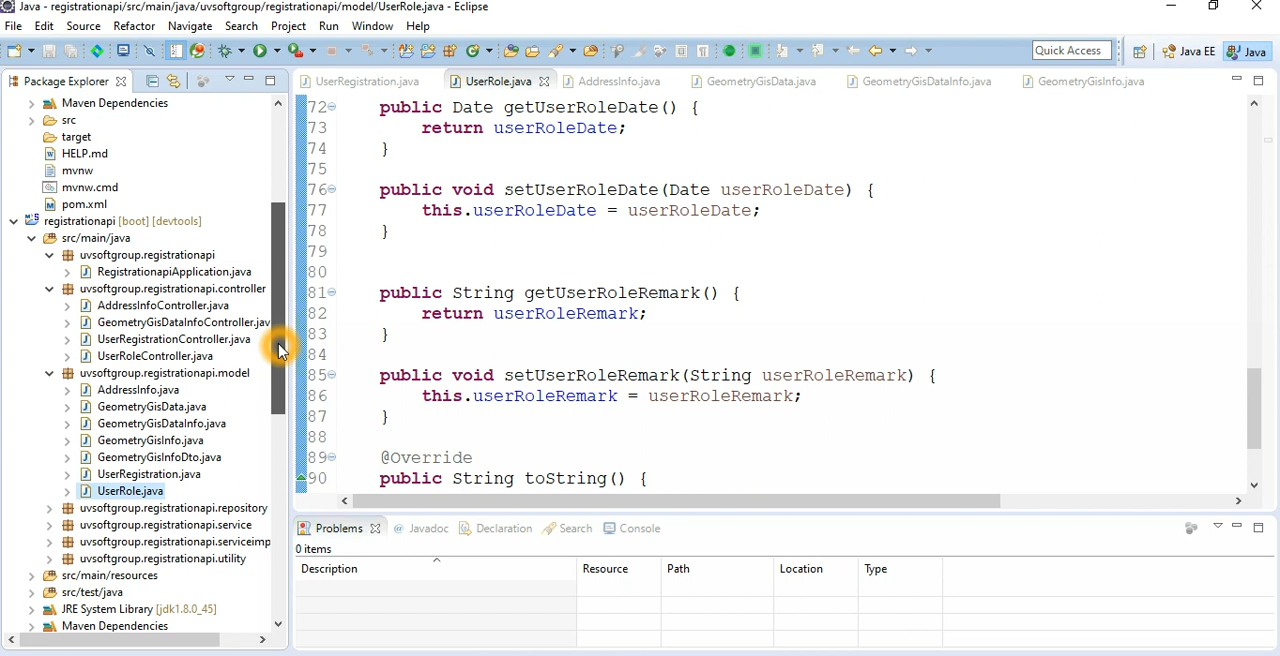 Java - registrationapi/src/main/java/uvsoftgroup/registrationapi/model/UserRole.java - Eclipse
File Edit Source Refactor Navigate Search Project Run Window Help
Quick Access Java EE Java
Package Explorer
UserRegistration.java UserRole.java AddressInfo.java GeometryGisData.java GeometryGisDataInfo.java GeometryGisInfo.java
Maven Dependencies
src
target
HELP.md
mvnw
mvnw.cmd
pom.xml
registrationapi [boot] [devtools]
src/main/java
uvsoftgroup.registrationapi
RegistrationapiApplication.java
uvsoftgroup.registrationapi.controller
AddressInfoController.java
GeometryGisDataInfoController.jav
UserRegistrationController.java
UserRoleController.java
uvsoftgroup.registrationapi.model
AddressInfo.java
GeometryGisData.java
GeometryGisDataInfo.java
GeometryGisInfo.java
GeometryGisInfoDto.java
UserRegistration.java
UserRole.java
uvsoftgroup.registrationapi.repository
uvsoftgroup.registrationapi.service
uvsoftgroup.registrationapi.serviceimp
uvsoftgroup.registrationapi.utility
src/main/resources
src/test/java
JRE System Library [jdk1.8.0_45]
Maven Dependencies
72 public Date getUserRoleDate() {
73 return userRoleDate;
74 }
75
76 public void setUserRoleDate(Date userRoleDate) {
77 this.userRoleDate = userRoleDate;
78 }
79
80
81 public String getUserRoleRemark() {
82 return userRoleRemark;
83 }
84
85 public void setUserRoleRemark(String userRoleRemark) {
86 this.userRoleRemark = userRoleRemark;
87 }
88
89 @Override
90 public String toString() {
Problems Javadoc Declaration Search Console
0 items
Description Resource Path Location Type